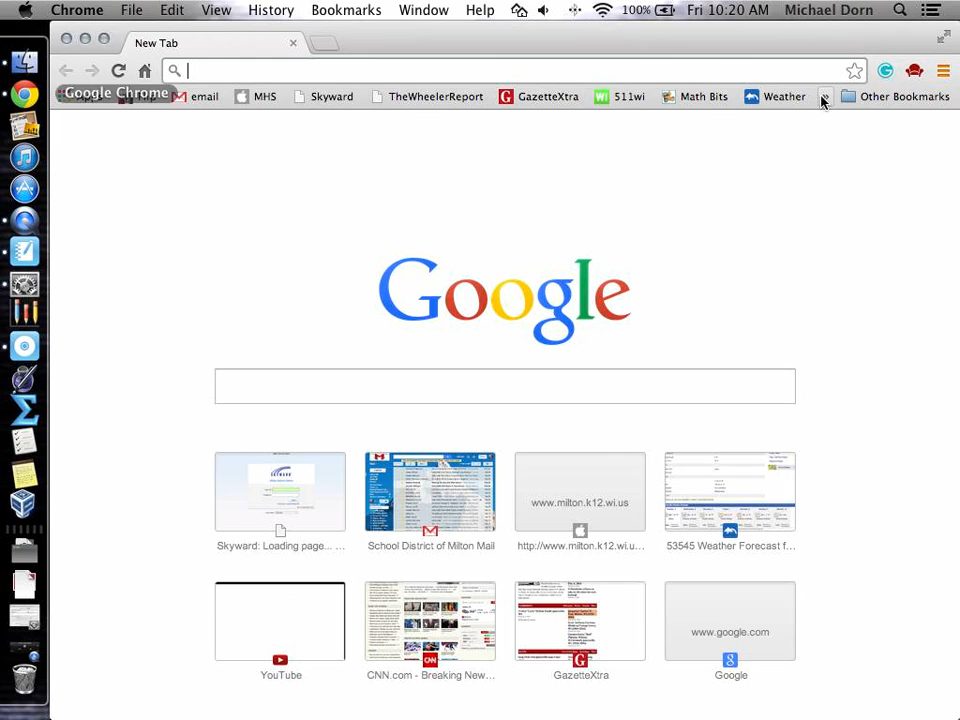 Chrome File Edit View History Bookmarks Window Help 100% Fri 10:20 AM Michael Dorn
New Tab
Google Chrome
email MHS Skyward TheWheelerReport GazetteXtra 511wi Math Bits Weather » Other Bookmarks
Google
www.milton.k12.wi.us
Skyward: Loading page... ... School District of Milton Mail http://www.milton.k12.wi.u... 53545 Weather Forecast f...
www.google.com
YouTube CNN.com - Breaking New... GazetteXtra Google